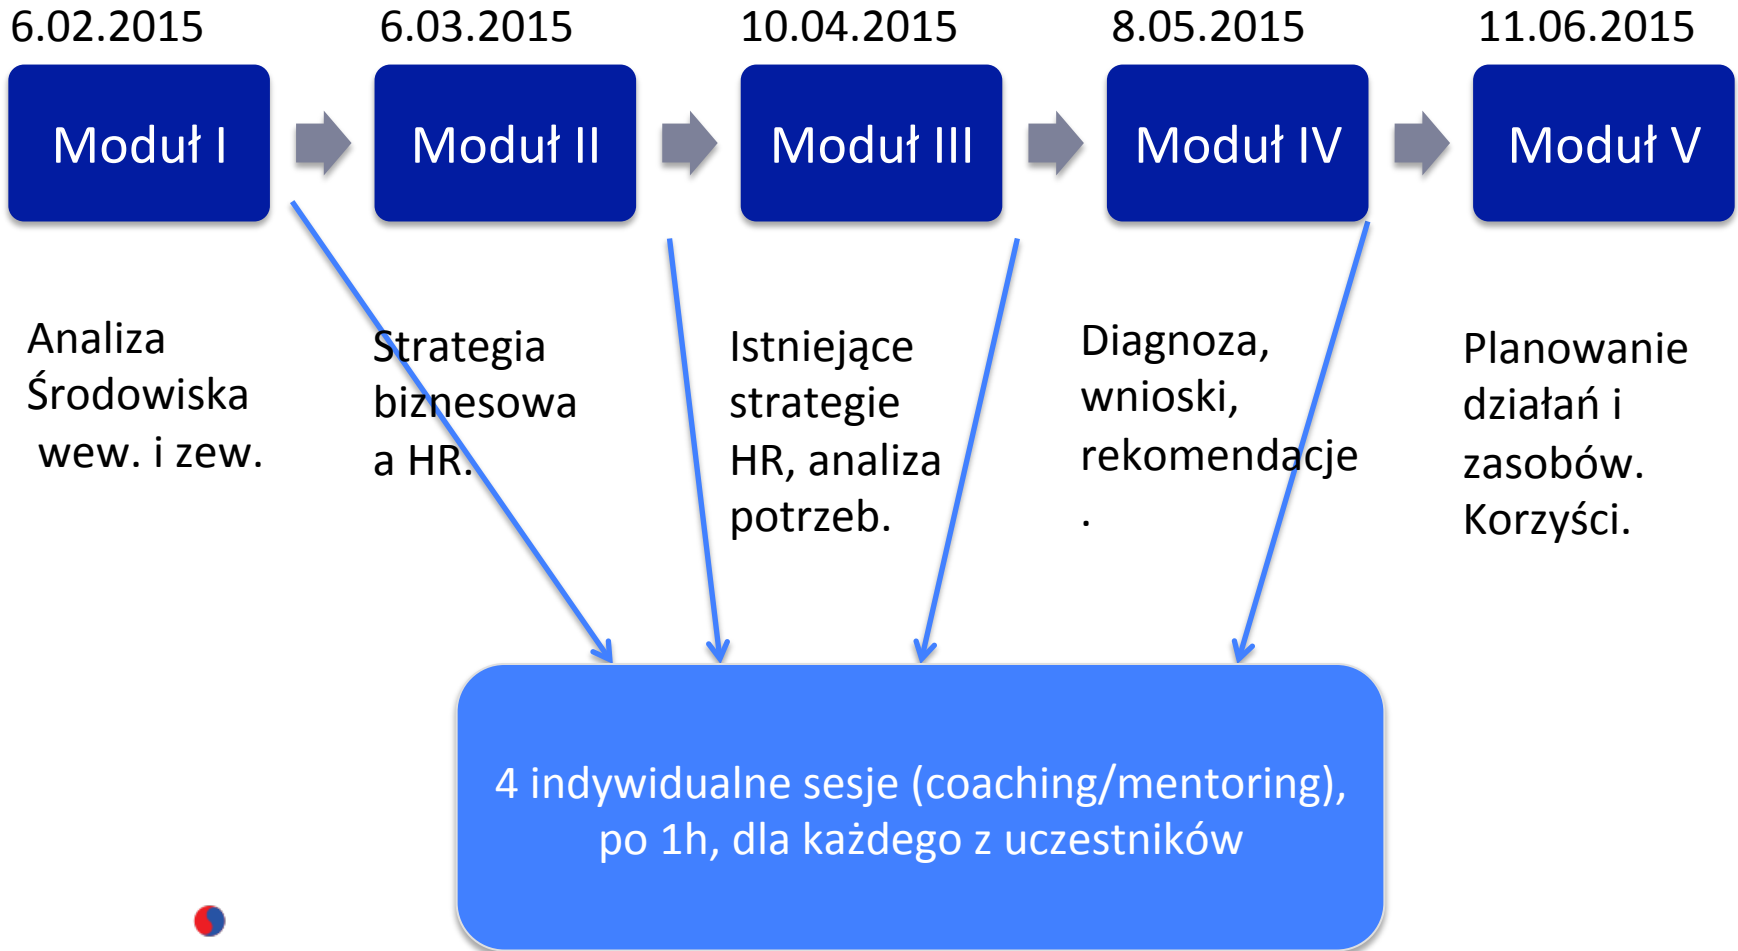 6.02.2015
6.03.2015
10.04.2015
8.05.2015
11.06.2015
Moduł I
Moduł II
Moduł III
Moduł IV
Moduł V
Analiza
Środowiska
wew. i zew.
Strategia
biznesowa
a HR.
Istniejące
strategie
HR, analiza
potrzeb.
Diagnoza,
wnioski,
rekomendacje
.
Planowanie
działań i
zasobów.
Korzyści.
4 indywidualne sesje (coaching/mentoring),
po 1h, dla każdego z uczestników